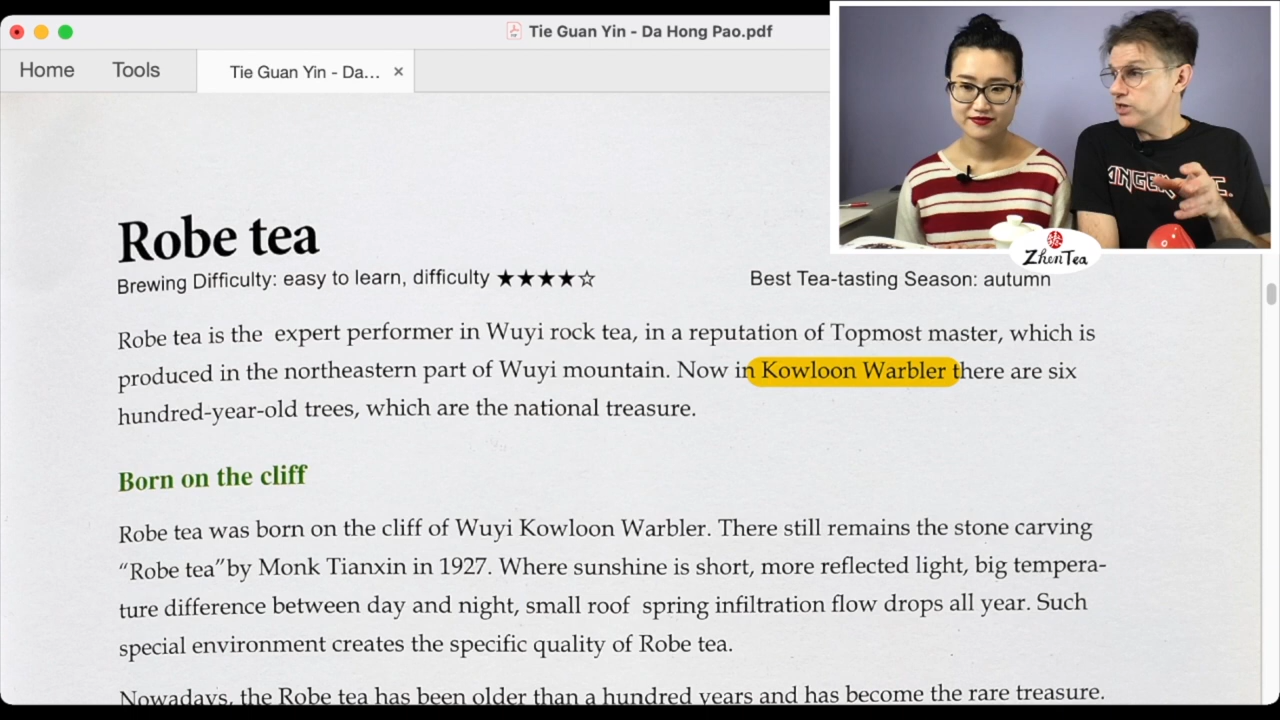 Tie Guan Yin - Da Hong Pao.pdf
Home Tools Tie Guan Yin - Da... ×
Robe tea
Brewing Difficulty: easy to learn, difficulty ★★★★☆ Best Tea-tasting Season: autumn
Robe tea is the expert performer in Wuyi rock tea, in a reputation of Topmost master, which is
produced in the northeastern part of Wuyi mountain. Now in Kowloon Warbler there are six
hundred-year-old trees, which are the national treasure.
Born on the cliff
Robe tea was born on the cliff of Wuyi Kowloon Warbler. There still remains the stone carving
“Robe tea”by Monk Tianxin in 1927. Where sunshine is short, more reflected light, big tempera-
ture difference between day and night, small roof spring infiltration flow drops all year. Such
special environment creates the specific quality of Robe tea.
Nowadays, the Robe tea has been older than a hundred years and has become the rare treasure.
ZhenTea